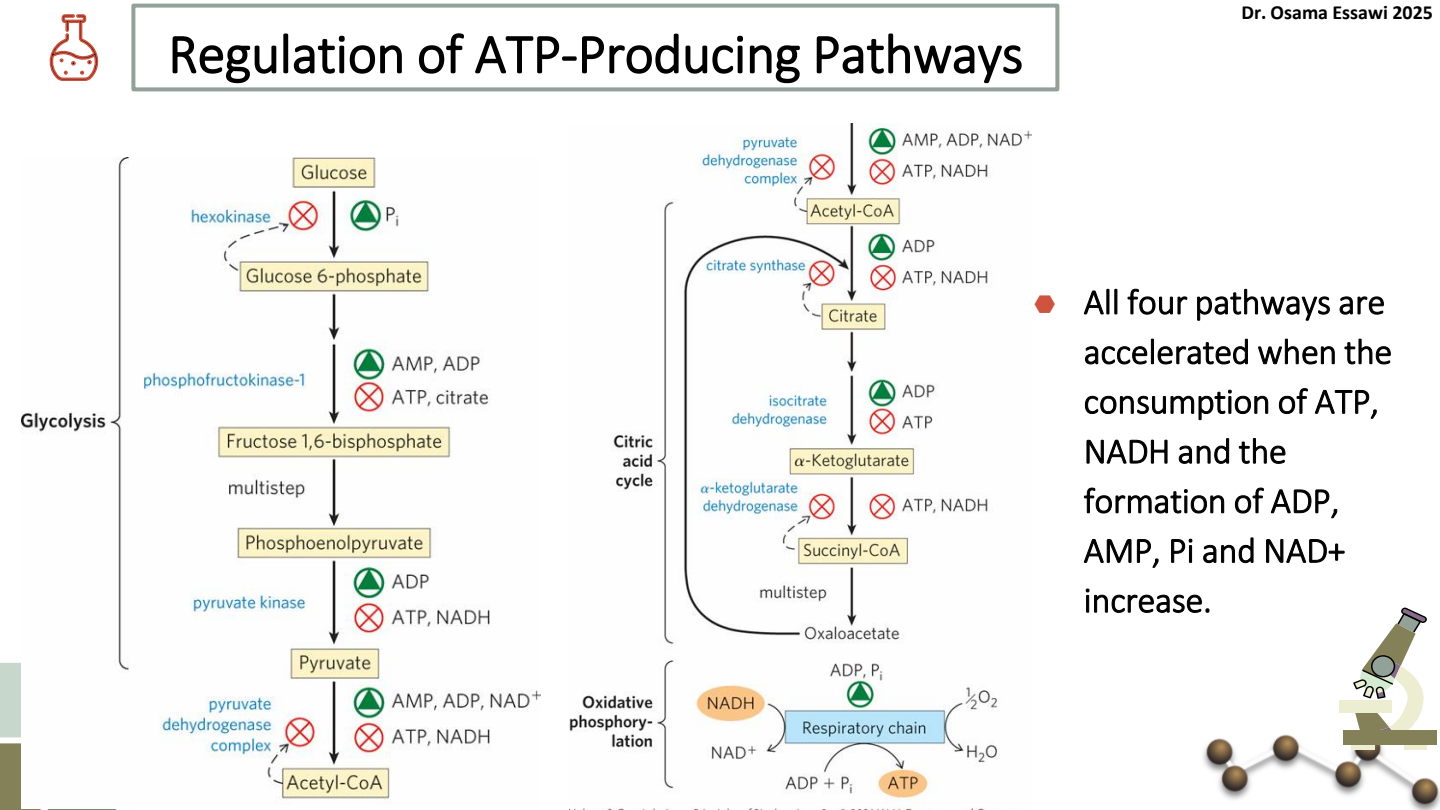 Dr. Osama Essawi 2025
Regulation of ATP-Producing Pathways
Glucose
hexokinase
Pi
Glucose 6-phosphate
phosphofructokinase-1
AMP, ADP
ATP, citrate
Glycolysis
Fructose 1,6-bisphosphate
multistep
Phosphoenolpyruvate
pyruvate kinase
ADP
ATP, NADH
Pyruvate
pyruvate
dehydrogenase
complex
AMP, ADP, NAD+
ATP, NADH
Acetyl-CoA
pyruvate
dehydrogenase
complex
AMP, ADP, NAD+
ATP, NADH
Acetyl-CoA
citrate synthase
ADP
ATP, NADH
Citrate
isocitrate
dehydrogenase
ADP
ATP
Citric
acid
cycle
α-Ketoglutarate
α-ketoglutarate
dehydrogenase
ATP, NADH
Succinyl-CoA
multistep
Oxaloacetate
Oxidative
phosphory-
lation
ADP, Pi
NADH
½O2
Respiratory chain
NAD+
H2O
ADP + Pi
ATP
All four pathways are
accelerated when the
consumption of ATP,
NADH and the
formation of ADP,
AMP, Pi and NAD+
increase.